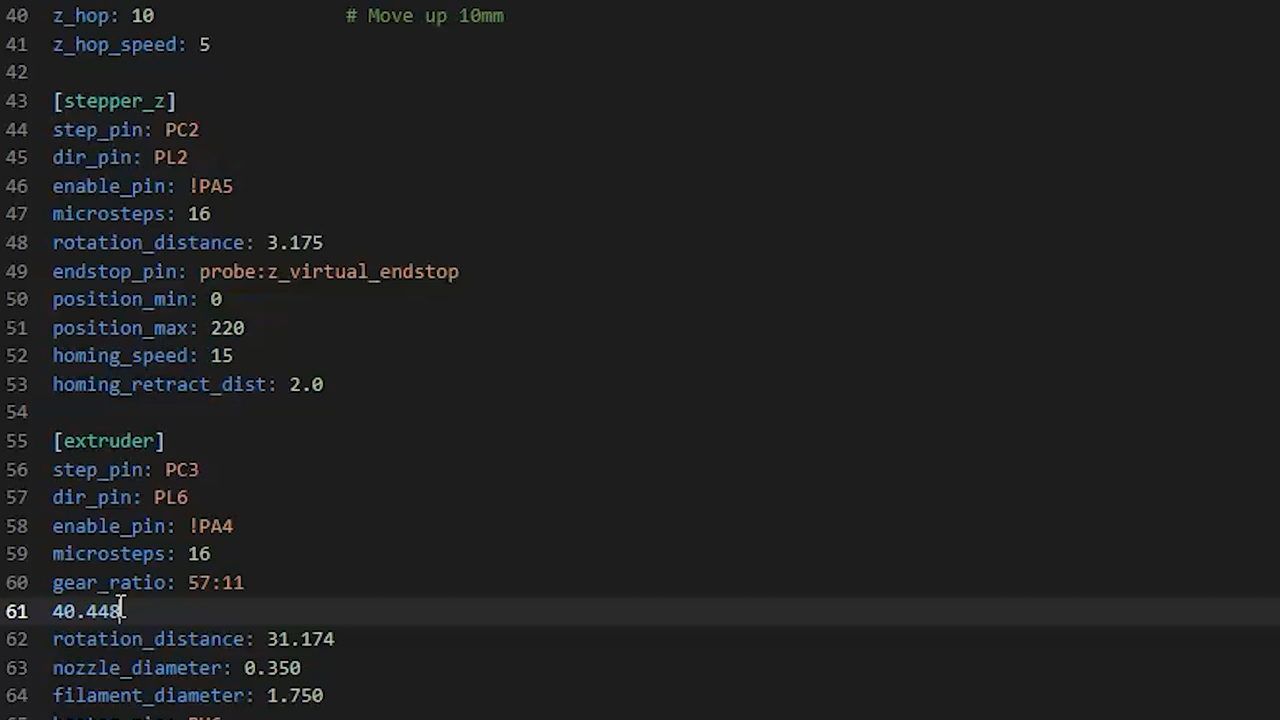 40 z_hop: 10 # Move up 10mm
41 z_hop_speed: 5
42
43 [stepper_z]
44 step_pin: PC2
45 dir_pin: PL2
46 enable_pin: !PA5
47 microsteps: 16
48 rotation_distance: 3.175
49 endstop_pin: probe:z_virtual_endstop
50 position_min: 0
51 position_max: 220
52 homing_speed: 15
53 homing_retract_dist: 2.0
54
55 [extruder]
56 step_pin: PC3
57 dir_pin: PL6
58 enable_pin: !PA4
59 microsteps: 16
60 gear_ratio: 57:11
61 40.448
62 rotation_distance: 31.174
63 nozzle_diameter: 0.350
64 filament_diameter: 1.750